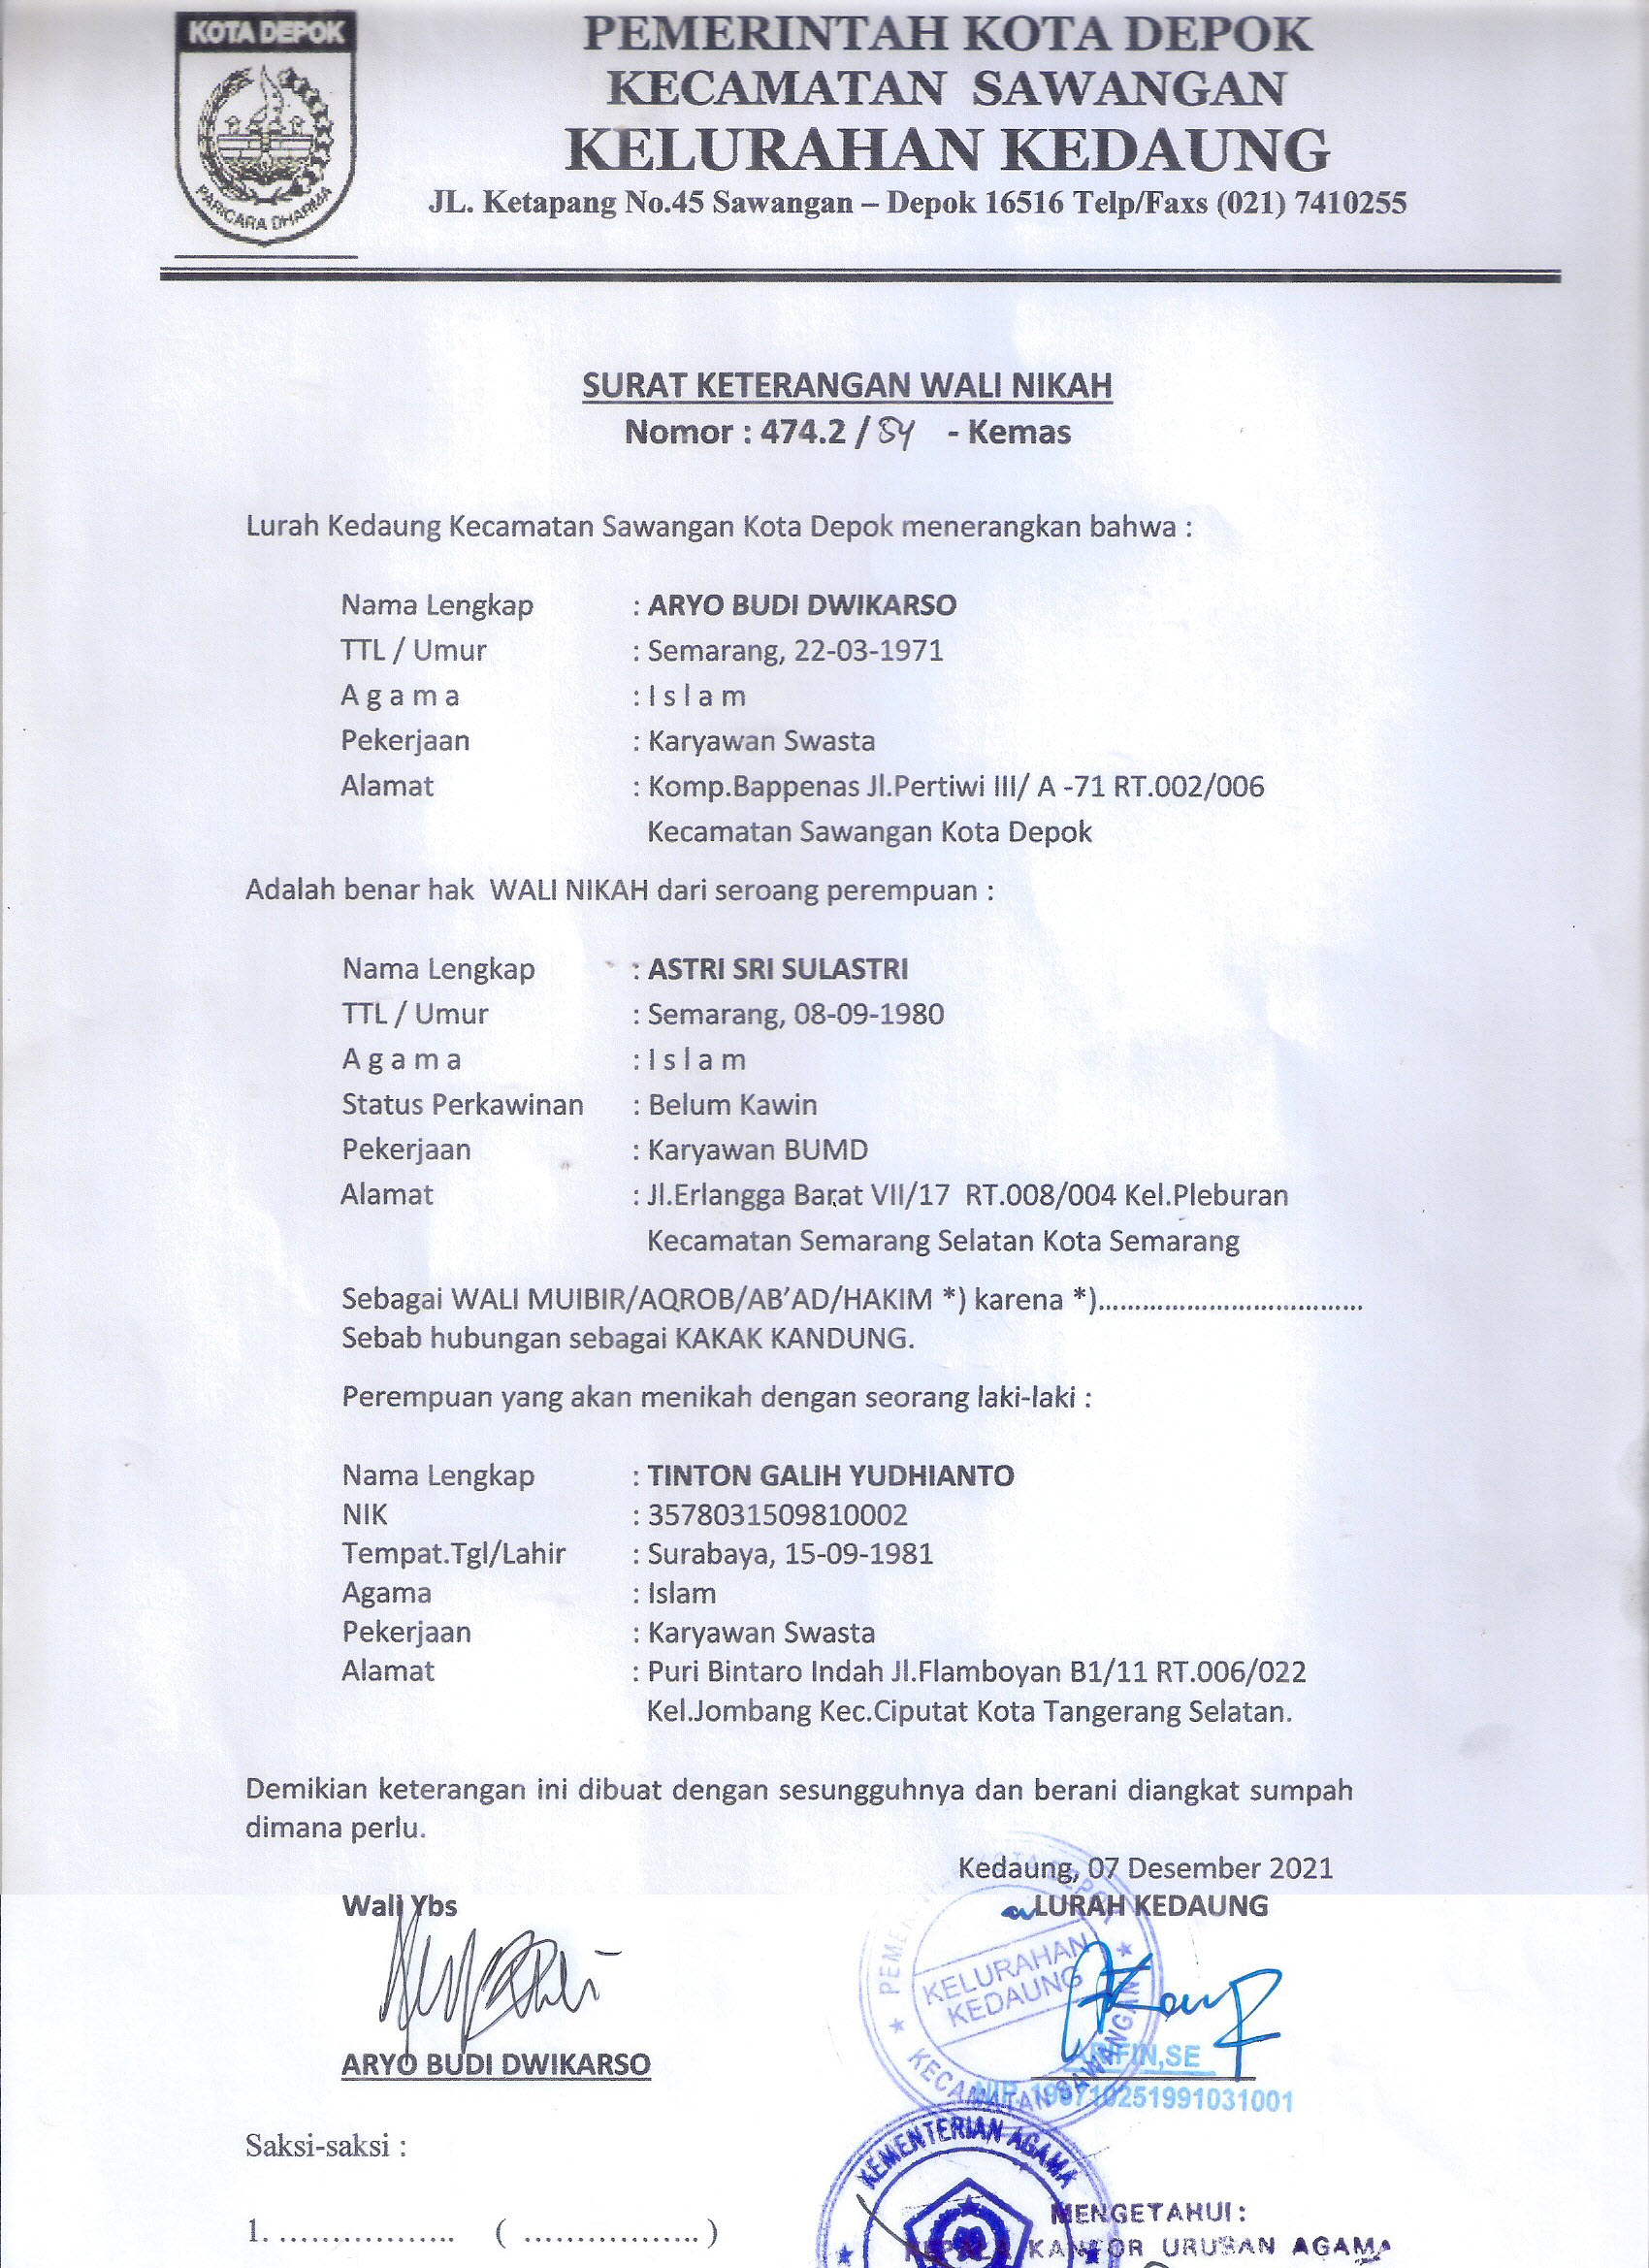 KOTA DEPOK
PARICARA DHARMA
PEMERINTAH KOTA DEPOK
KECAMATAN SAWANGAN
KELURAHAN KEDAUNG
JL. Ketapang No.45 Sawangan – Depok 16516 Telp/Faxs (021) 7410255
SURAT KETERANGAN WALI NIKAH
Nomor : 474.2 / 54 - Kemas
Lurah Kedaung Kecamatan Sawangan Kota Depok menerangkan bahwa :
Nama Lengkap : ARYO BUDI DWIKARSO
TTL / Umur : Semarang, 22-03-1971
A g a m a : I s l a m
Pekerjaan : Karyawan Swasta
Alamat : Komp.Bappenas Jl.Pertiwi III/ A -71 RT.002/006
Kecamatan Sawangan Kota Depok
Adalah benar hak WALI NIKAH dari seroang perempuan :
Nama Lengkap : ASTRI SRI SULASTRI
TTL / Umur : Semarang, 08-09-1980
A g a m a : I s l a m
Status Perkawinan : Belum Kawin
Pekerjaan : Karyawan BUMD
Alamat : Jl.Erlangga Barat VII/17 RT.008/004 Kel.Pleburan
Kecamatan Semarang Selatan Kota Semarang
Sebagai WALI MUIBIR/AQROB/AB'AD/HAKIM *) karena *)....................................
Sebab hubungan sebagai KAKAK KANDUNG.
Perempuan yang akan menikah dengan seorang laki-laki :
Nama Lengkap : TINTON GALIH YUDHIANTO
NIK : 3578031509810002
Tempat.Tgl/Lahir : Surabaya, 15-09-1981
Agama : Islam
Pekerjaan : Karyawan Swasta
Alamat : Puri Bintaro Indah Jl.Flamboyan B1/11 RT.006/022
Kel.Jombang Kec.Ciputat Kota Tangerang Selatan.
Demikian keterangan ini dibuat dengan sesungguhnya dan berani diangkat sumpah
dimana perlu.
Kedaung, 07 Desember 2021
Wali Ybs LURAH KEDAUNG
KELURAHAN
KEDAUNG
KECAMATAN SAWANGAN
ARIFIN,SE
ARYO BUDI DWIKARSO
Saksi-saksi :
KEMENTERIAN AGAMA
MENGETAHUI :
1. .................. ( .................. )
KEPALA KANTOR URUSAN AGAMA